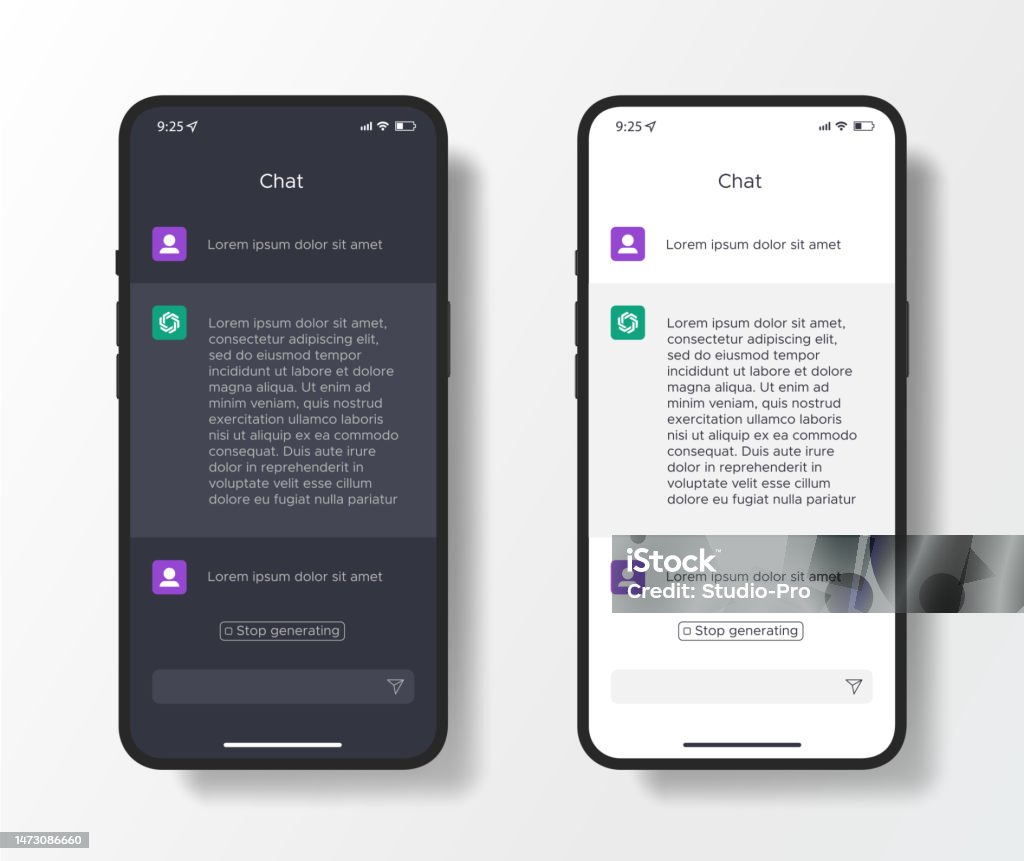 9:25
Chat
Lorem ipsum dolor sit amet
Lorem ipsum dolor sit amet,
consectetur adipiscing elit,
sed do eiusmod tempor
incididunt ut labore et dolore
magna aliqua. Ut enim ad
minim veniam, quis nostrud
exercitation ullamco laboris
nisi ut aliquip ex ea commodo
consequat. Duis aute irure
dolor in reprehenderit in
voluptate velit esse cillum
dolore eu fugiat nulla pariatur
Lorem ipsum dolor sit amet
Stop generating
9:25
Chat
Lorem ipsum dolor sit amet
Lorem ipsum dolor sit amet,
consectetur adipiscing elit,
sed do eiusmod tempor
incididunt ut labore et dolore
magna aliqua. Ut enim ad
minim veniam, quis nostrud
exercitation ullamco laboris
nisi ut aliquip ex ea commodo
consequat. Duis aute irure
dolor in reprehenderit in
voluptate velit esse cillum
dolore eu fugiat nulla pariatur
iStock™
Lorem ipsum dolor sit amet
Credit: Studio-Pro
Stop generating
1473086660